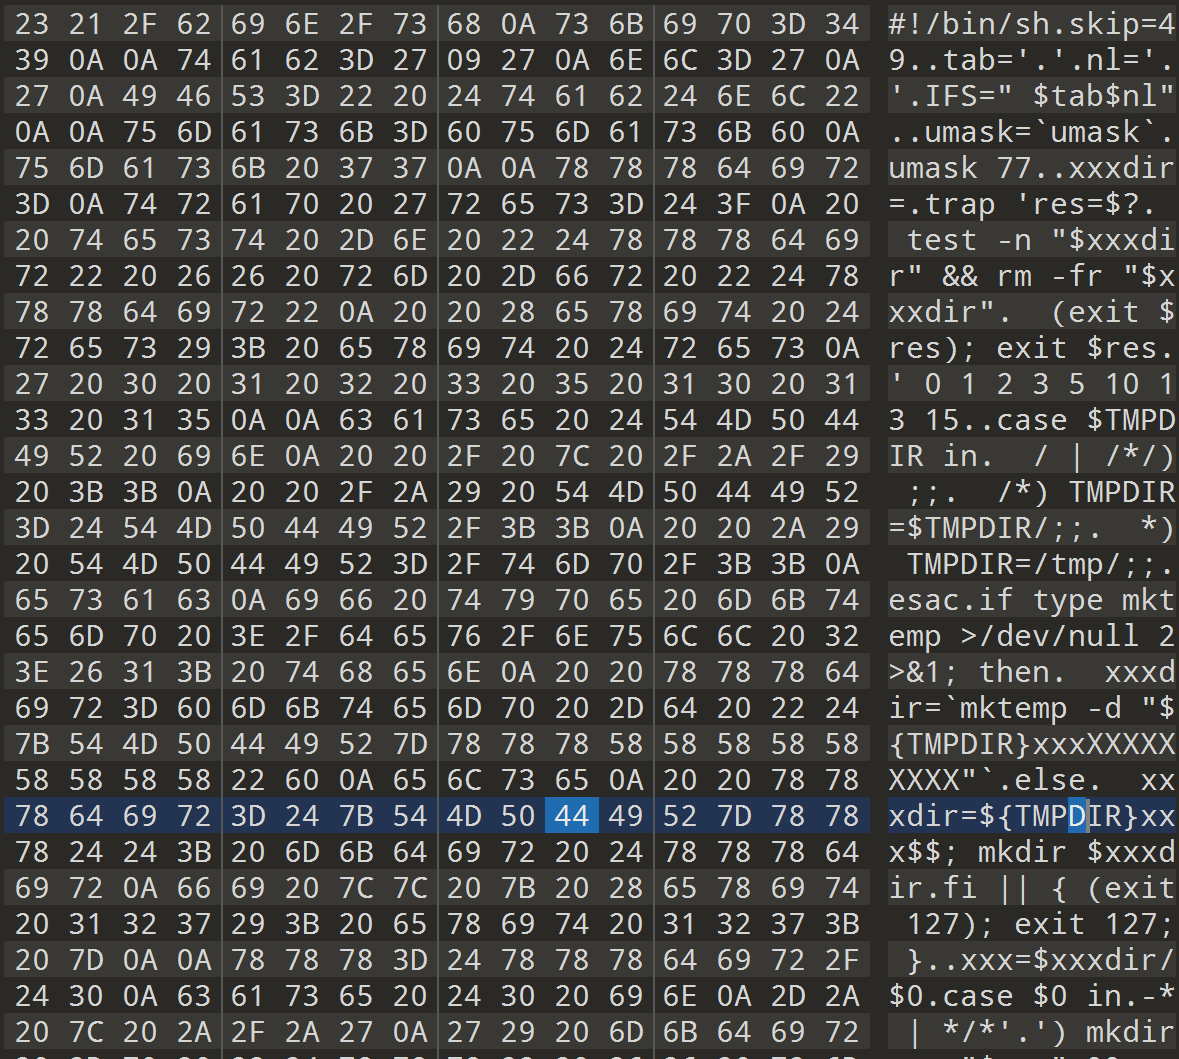 23 21 2F 62 69 6E 2F 73 68 0A 73 6B 69 70 3D 34 #!/bin/sh.skip=4
39 0A 0A 74 61 62 3D 27 09 27 0A 6E 6C 3D 27 0A 9..tab='.'.nl='.
27 0A 49 46 53 3D 22 20 24 74 61 62 24 6E 6C 22 '.IFS=" $tab$nl"
0A 0A 75 6D 61 73 6B 3D 60 75 6D 61 73 6B 60 0A ..umask=`umask`.
75 6D 61 73 6B 20 37 37 0A 0A 78 78 78 64 69 72 umask 77..xxxdir
3D 0A 74 72 61 70 20 27 72 65 73 3D 24 3F 0A 20 =.trap 'res=$?.
20 74 65 73 74 20 2D 6E 20 22 24 78 78 78 64 69 test -n "$xxxdi
72 22 20 26 26 20 72 6D 20 2D 66 72 20 22 24 78 r" && rm -fr "$x
78 78 64 69 72 22 0A 20 20 28 65 78 69 74 20 24 xxdir".  (exit $
72 65 73 29 3B 20 65 78 69 74 20 24 72 65 73 0A res); exit $res.
27 20 30 20 31 20 32 20 33 20 35 20 31 30 20 31 ' 0 1 2 3 5 10 1
33 20 31 35 0A 0A 63 61 73 65 20 24 54 4D 50 44 3 15..case $TMPD
49 52 20 69 6E 0A 20 20 2F 20 7C 20 2F 2A 2F 29 IR in.  / | /*/)
20 3B 3B 0A 20 20 2F 2A 29 20 54 4D 50 44 49 52 ;;.  /*) TMPDIR
3D 24 54 4D 50 44 49 52 2F 3B 3B 0A 20 20 2A 29 =$TMPDIR/;;.  *)
20 54 4D 50 44 49 52 3D 2F 74 6D 70 2F 3B 3B 0A TMPDIR=/tmp/;;.
65 73 61 63 0A 69 66 20 74 79 70 65 20 6D 6B 74 esac.if type mkt
65 6D 70 20 3E 2F 64 65 76 2F 6E 75 6C 6C 20 32 emp >/dev/null 2
3E 26 31 3B 20 74 68 65 6E 0A 20 20 78 78 78 64 >&1; then.  xxxd
69 72 3D 60 6D 6B 74 65 6D 70 20 2D 64 20 22 24 ir=`mktemp -d "$
7B 54 4D 50 44 49 52 7D 78 78 78 58 58 58 58 58 {TMPDIR}xxxXXXXX
58 58 58 58 22 60 0A 65 6C 73 65 0A 20 20 78 78 XXXX"`.else.  xx
78 64 69 72 3D 24 7B 54 4D 50 44 49 52 7D 78 78 xdir=${TMPDIR}xx
78 24 24 3B 20 6D 6B 64 69 72 20 24 78 78 78 64 x$$; mkdir $xxxd
69 72 0A 66 69 20 7C 7C 20 7B 20 28 65 78 69 74 ir.fi || { (exit
20 31 32 37 29 3B 20 65 78 69 74 20 31 32 37 3B 127); exit 127;
20 7D 0A 0A 78 78 78 3D 24 78 78 78 64 69 72 2F }..xxx=$xxxdir/
24 30 0A 63 61 73 65 20 24 30 20 69 6E 0A 2D 2A $0.case $0 in.-*
20 7C 20 2A 2F 2A 27 0A 27 29 20 6D 6B 64 69 72 | */*'.') mkdir